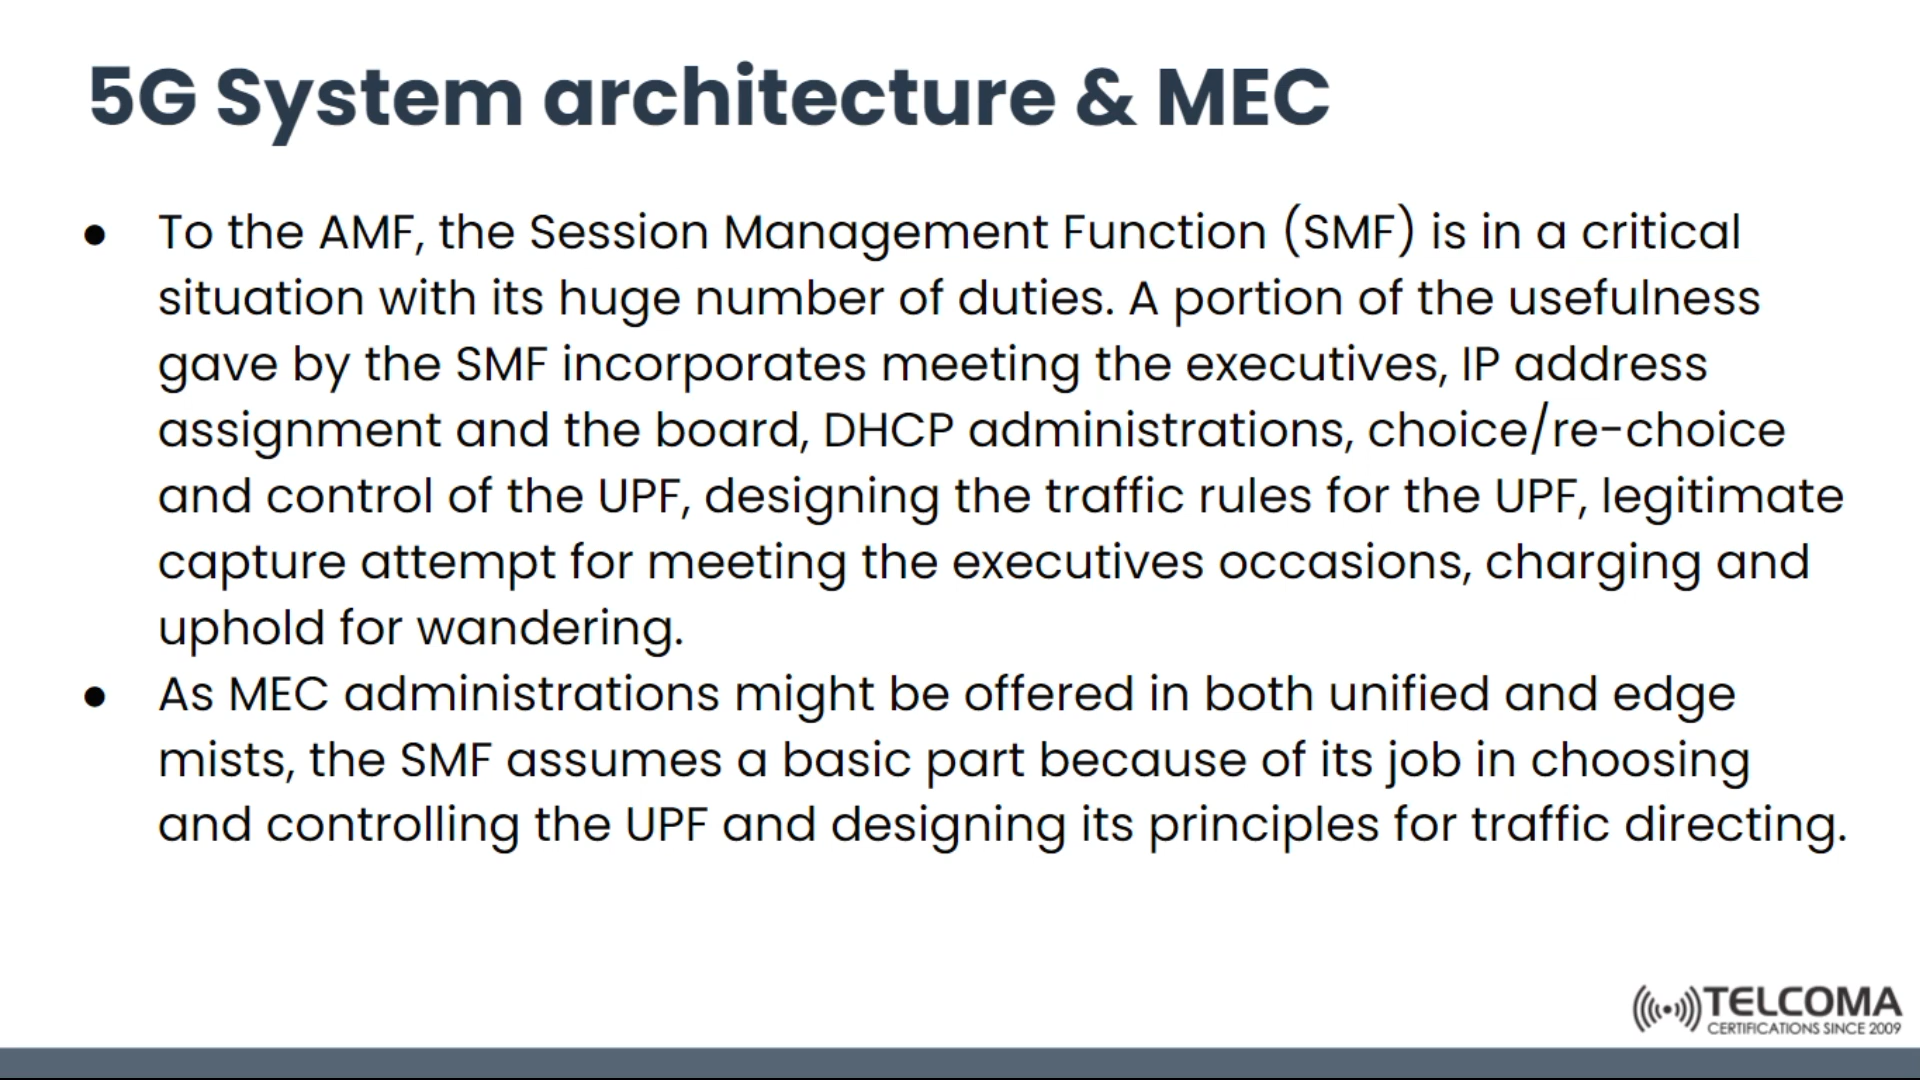 5G System architecture & MEC
● To the AMF, the Session Management Function (SMF) is in a critical
situation with its huge number of duties. A portion of the usefulness
gave by the SMF incorporates meeting the executives, IP address
assignment and the board, DHCP administrations, choice/re-choice
and control of the UPF, designing the traffic rules for the UPF, legitimate
capture attempt for meeting the executives occasions, charging and
uphold for wandering.
● As MEC administrations might be offered in both unified and edge
mists, the SMF assumes a basic part because of its job in choosing
and controlling the UPF and designing its principles for traffic directing.
TELCOMA
CERTIFICATIONS SINCE 2009